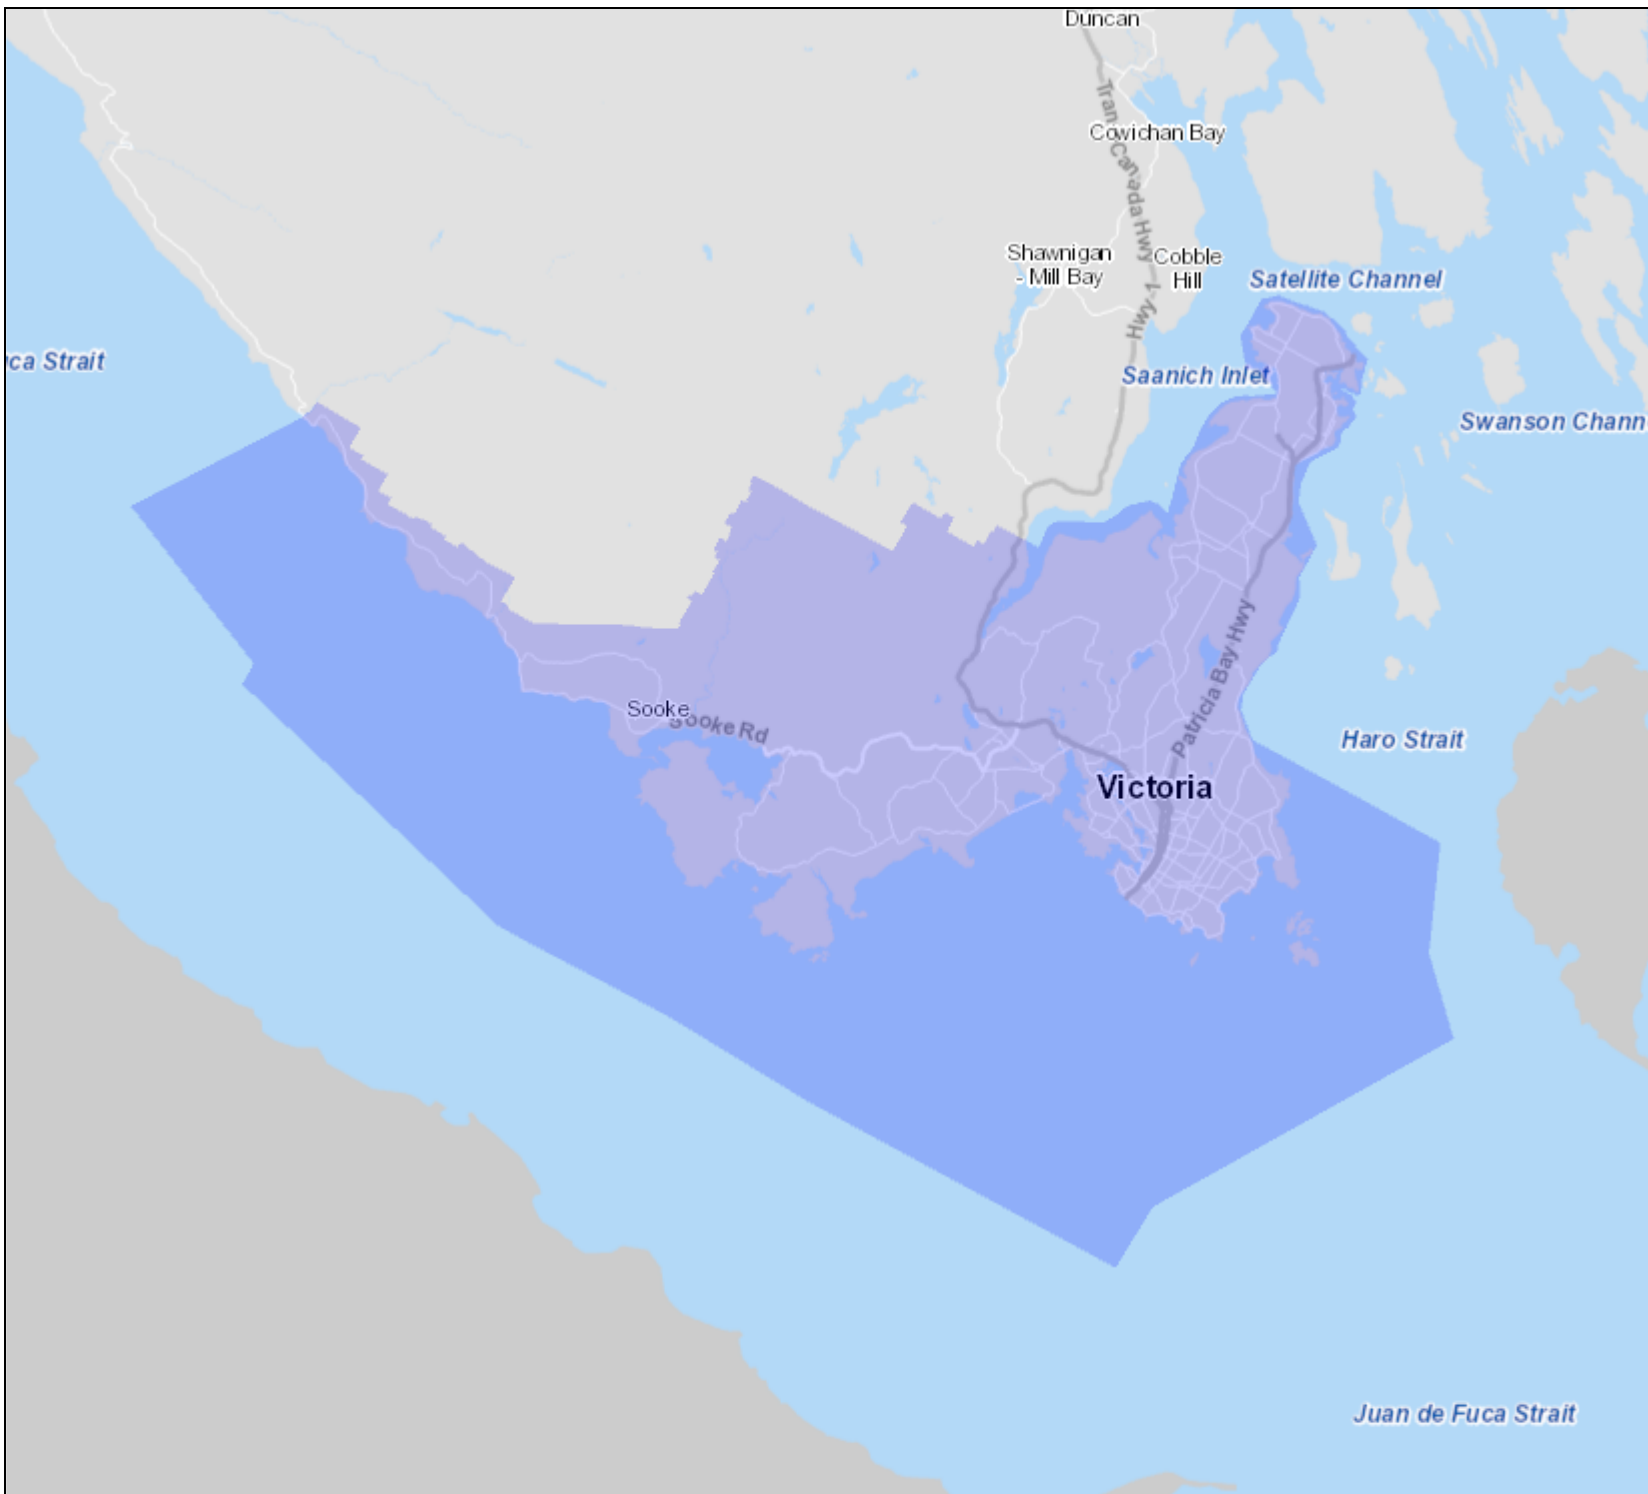 Duncan
Cowichan Bay
Trans-Canada Hwy
Shawnigan
- Mill Bay
Cobble
Hill
Hwy 1
Satellite Channel
uca Strait
Saanich Inlet
Swanson Chann
Patricia Bay Hwy
Sooke
Sooke Rd
Haro Strait
Victoria
Juan de Fuca Strait